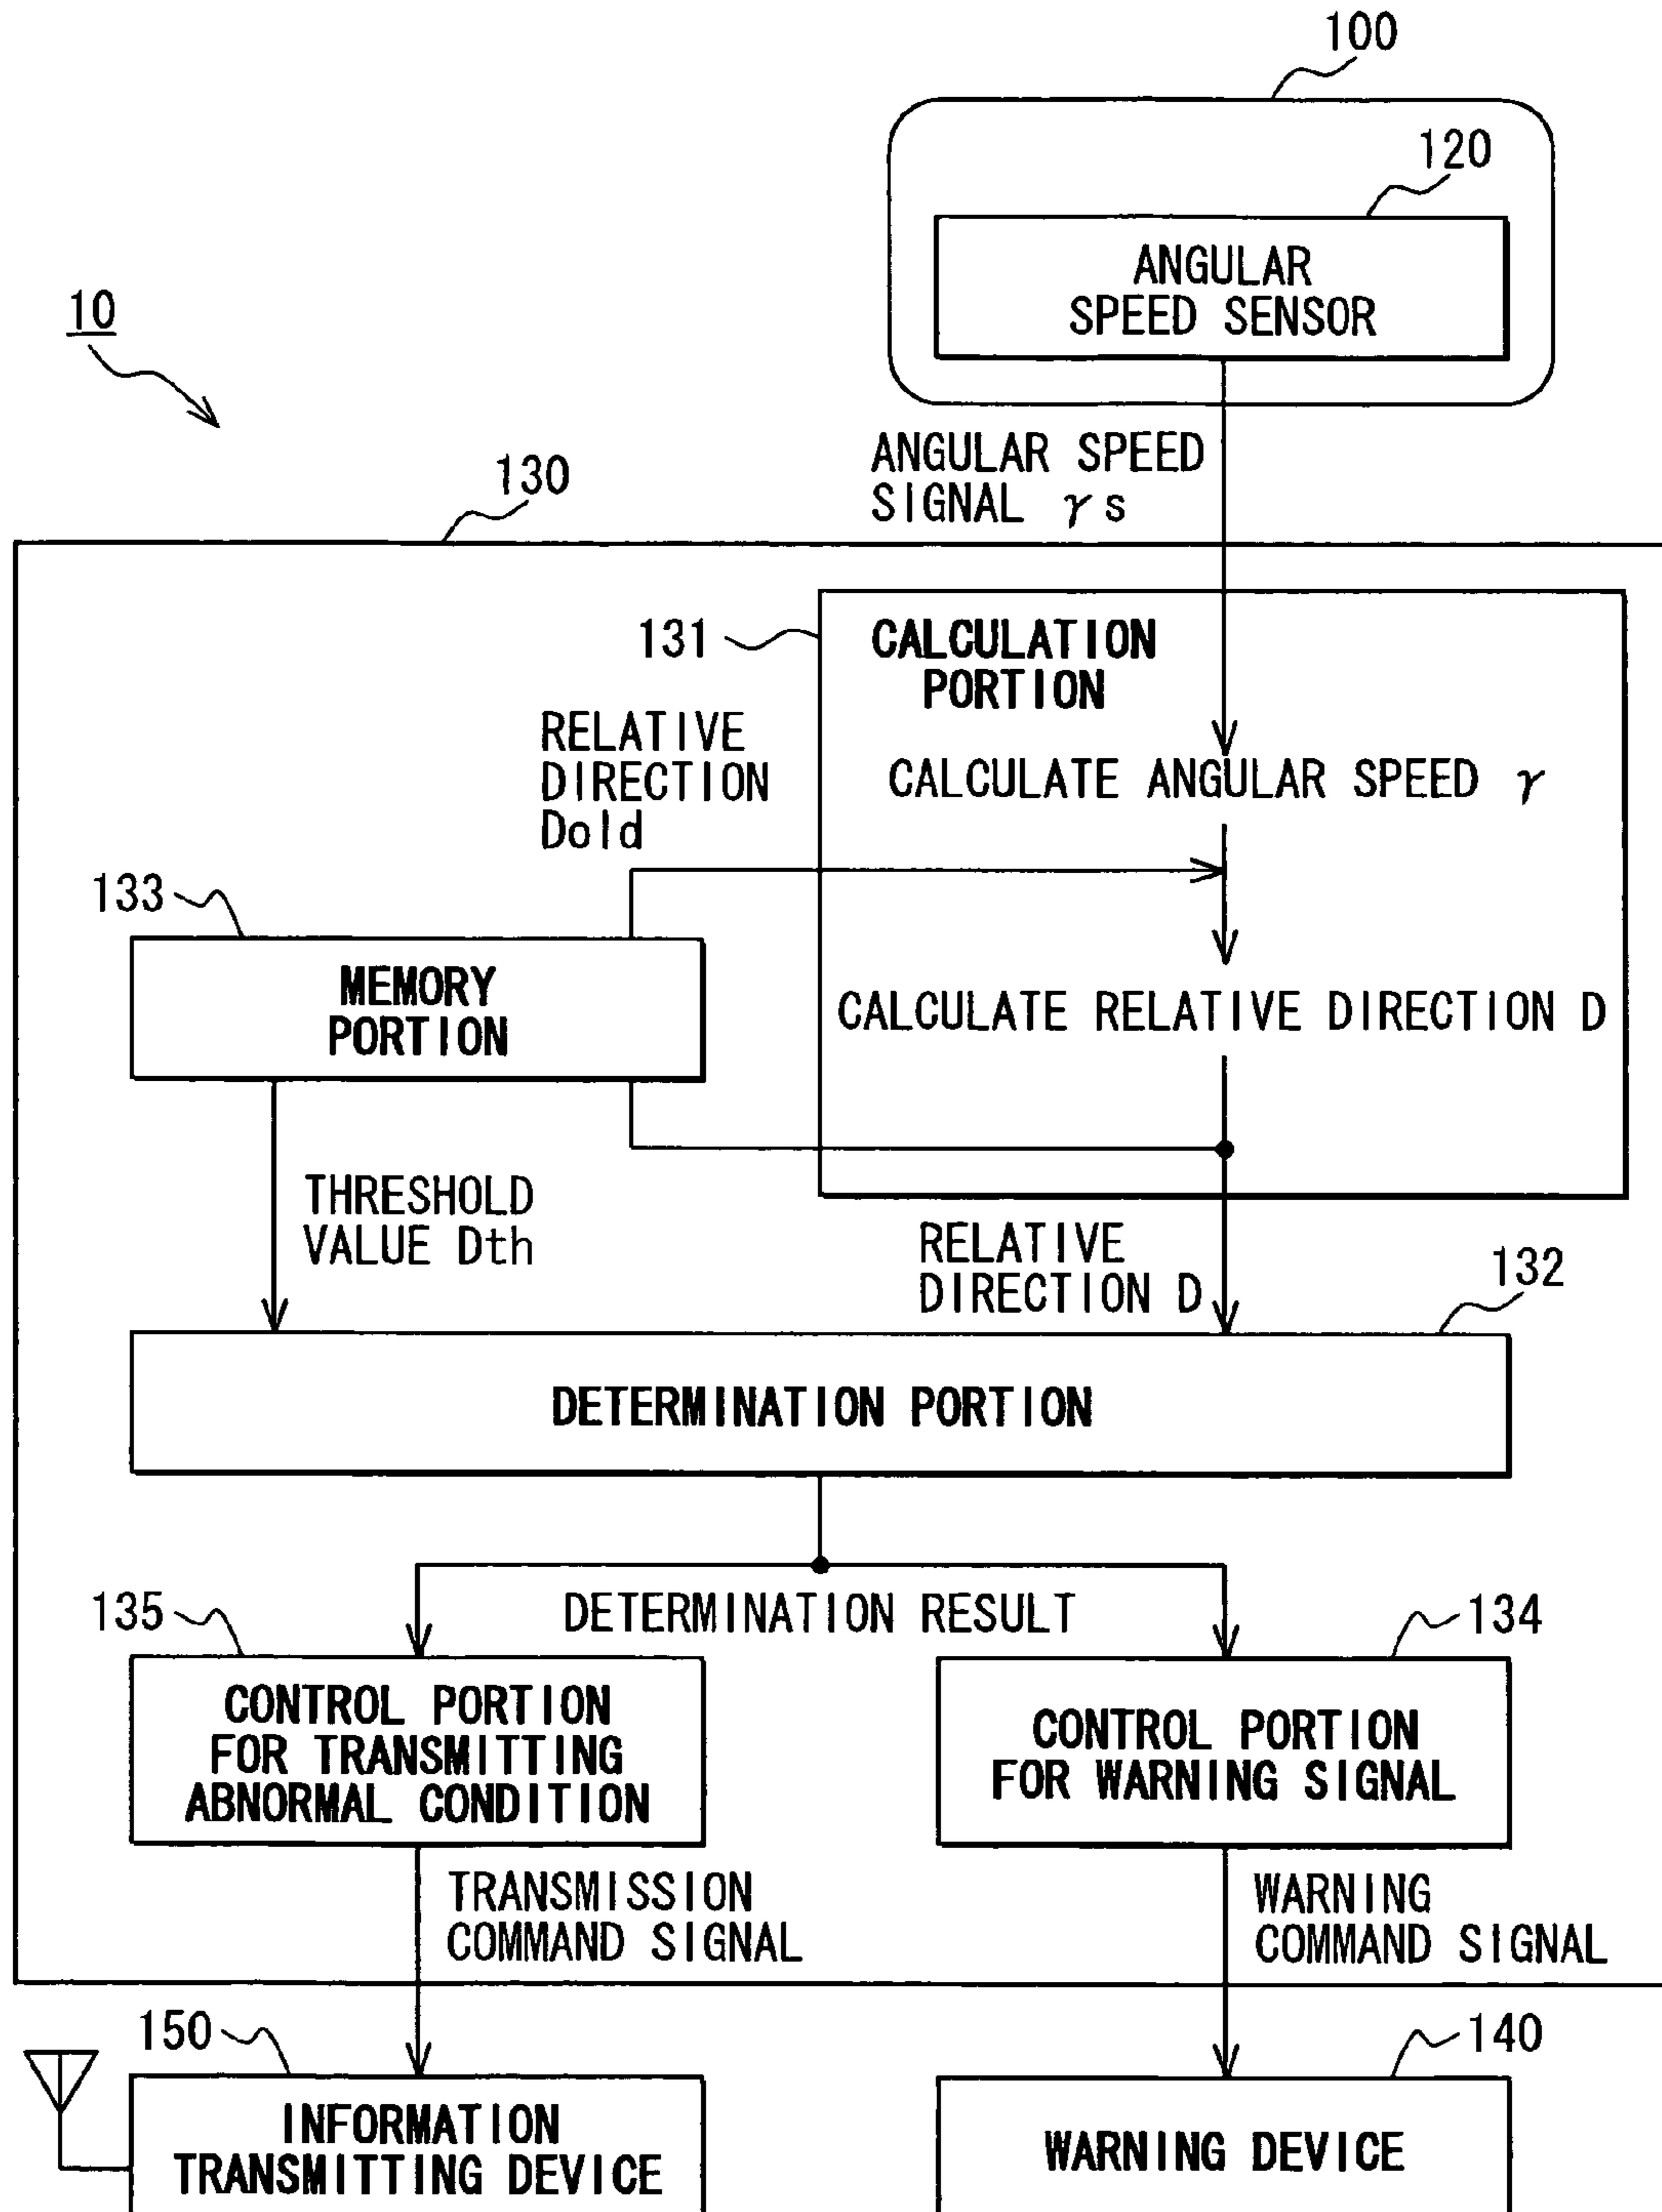 100
120
ANGULAR
SPEED SENSOR
10
ANGULAR SPEED
SIGNAL γs
130
131
CALCULATION
PORTION
RELATIVE
DIRECTION
Dold
CALCULATE ANGULAR SPEED γ
133
MEMORY
PORTION
CALCULATE RELATIVE DIRECTION D
THRESHOLD
VALUE Dth
RELATIVE
DIRECTION D
132
DETERMINATION PORTION
135
DETERMINATION RESULT
134
CONTROL PORTION
FOR TRANSMITTING
ABNORMAL CONDITION
CONTROL PORTION
FOR WARNING SIGNAL
TRANSMISSION
COMMAND SIGNAL
WARNING
COMMAND SIGNAL
150
140
INFORMATION
TRANSMITTING DEVICE
WARNING DEVICE